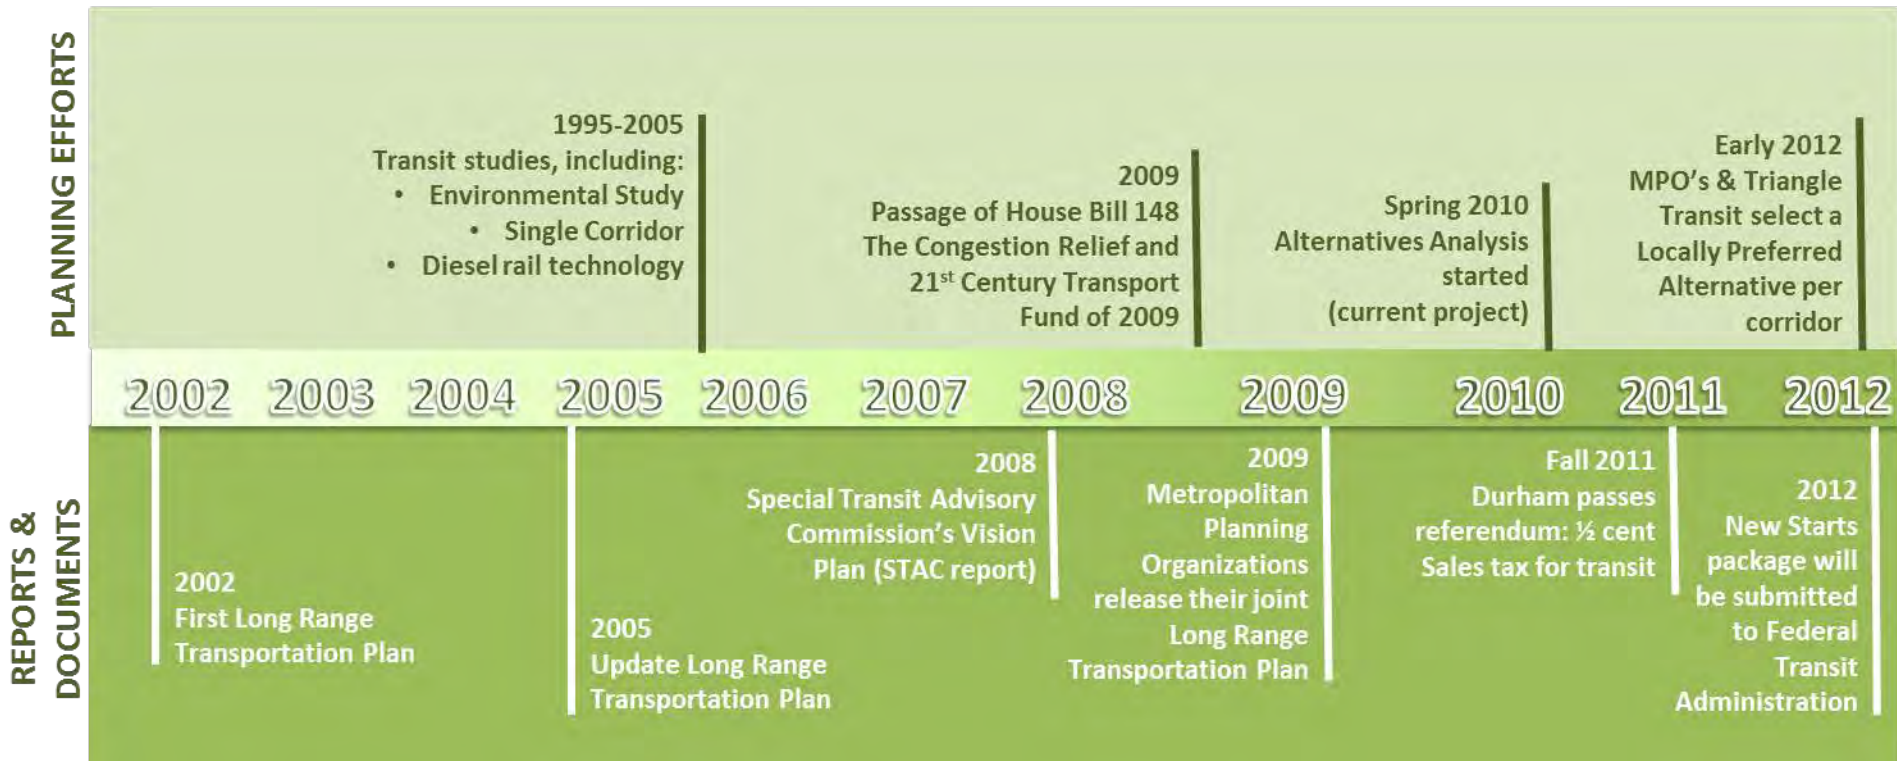 PLANNING EFFORTS
1995-2005
Transit studies, including:
• Environmental Study
• Single Corridor
• Diesel rail technology
2009
Passage of House Bill 148
The Congestion Relief and
21st Century Transport
Fund of 2009
Spring 2010
Alternatives Analysis
started
(current project)
Early 2012
MPO's & Triangle
Transit select a
Locally Preferred
Alternative per
corridor
2002 2003 2004 2005 2006 2007 2008 2009 2010 2011 2012
REPORTS &
DOCUMENTS
2002
First Long Range
Transportation Plan
2005
Update Long Range
Transportation Plan
2008
Special Transit Advisory
Commission's Vision
Plan (STAC report)
2009
Metropolitan
Planning
Organizations
release their joint
Long Range
Transportation Plan
Fall 2011
Durham passes
referendum: ½ cent
Sales tax for transit
2012
New Starts
package will
be submitted
to Federal
Transit
Administration